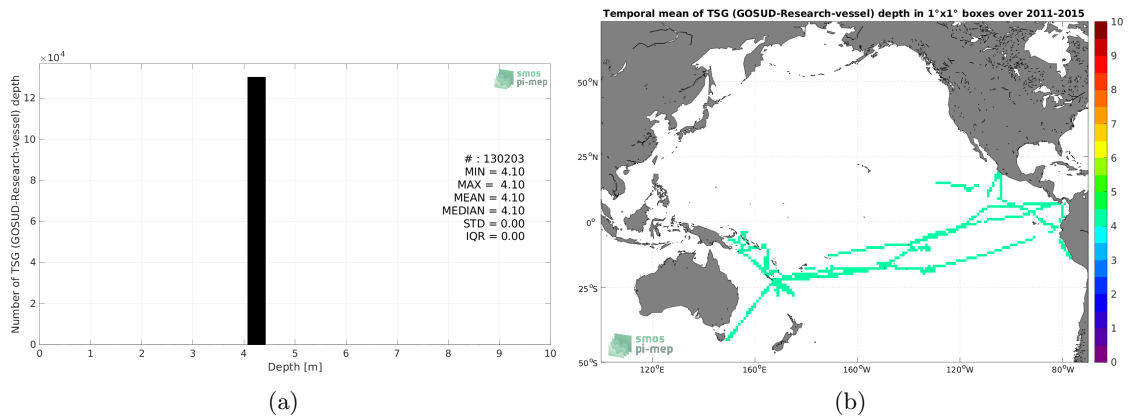 ×10⁴
14
12
10
8
6
4
2
0
Number of TSG (GOSUD-Research-vessel) depth
0 1 2 3 4 5 6 7 8 9 10
Depth [m]
smos
pi-mep
# : 130203
MIN = 4.10
MAX = 4.10
MEAN = 4.10
MEDIAN = 4.10
STD = 0.00
IQR = 0.00
(a)
Temporal mean of TSG (GOSUD-Research-vessel) depth in 1°x1° boxes over 2011-2015
50°N
25°N
0°
25°S
50°S
120°E 160°E 160°W 120°W 80°W
smos
pi-mep
10
9
8
7
6
5
4
3
2
1
0
(b)